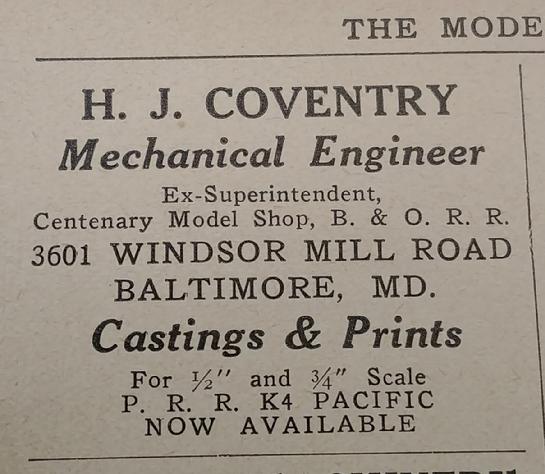 THE MODE
H. J. COVENTRY
Mechanical Engineer
Ex-Superintendent,
Centenary Model Shop, B. & O. R. R.
3601 WINDSOR MILL ROAD
BALTIMORE, MD.
Castings & Prints
For ½″ and ¾″ Scale
P. R. R. K4 PACIFIC
NOW AVAILABLE